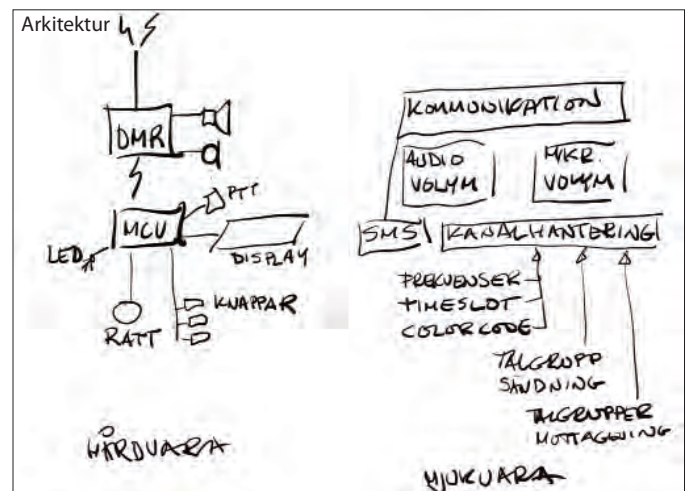 Arkitektur
DMR
MCU
PTT
LED
DISPLAY
RATT
KNAPPAR
HÅRDVARA
KOMMUNIKATION
AUDIO
VOLYM
MIKR.
VOLYM
SMS
KANALHANTERING
FREKVENSER
TIMESLOT
COLORCODE
TALGRUPP
SÄNDNING
TALGRUPPER
MOTTAGNING
MJUKVARA